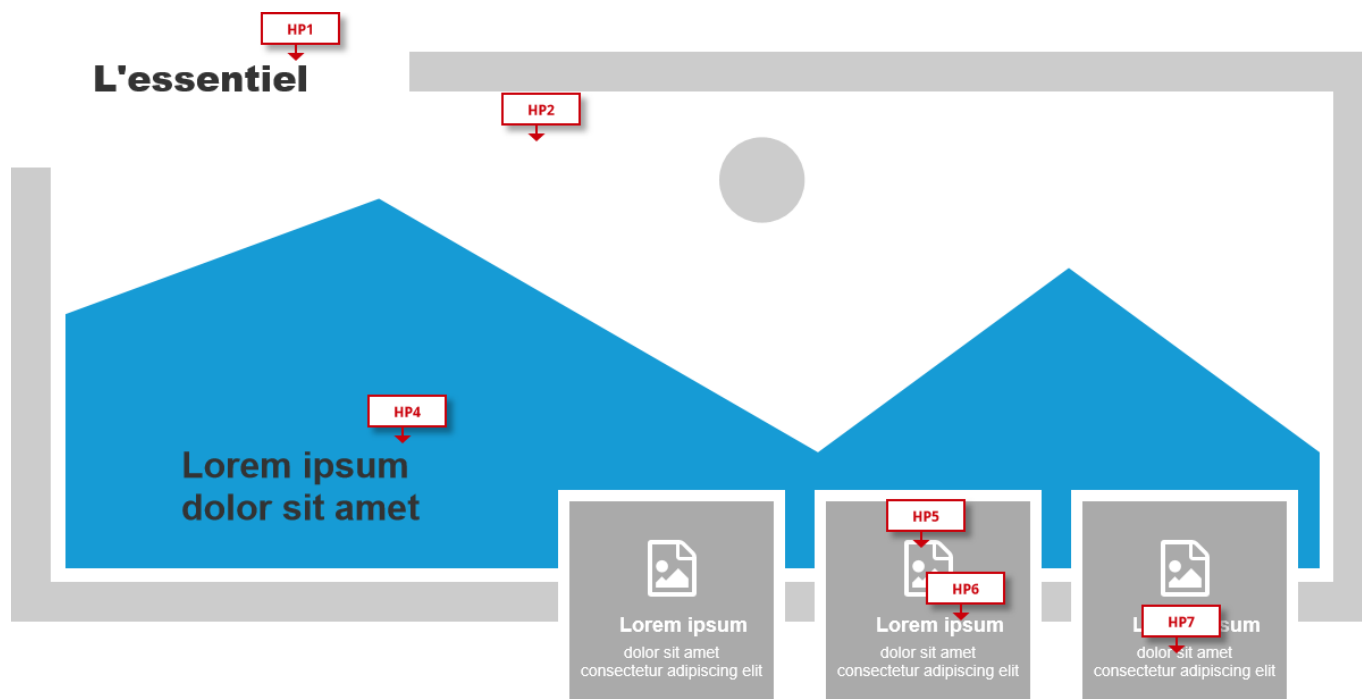 HP1
L'essentiel
HP2
HP4
Lorem ipsum
dolor sit amet
Lorem ipsum
dolor sit amet
consectetur adipiscing elit
HP5
HP6
Lorem ipsum
dolor sit amet
consectetur adipiscing elit
HP7
dolor sit amet
consectetur adipiscing elit